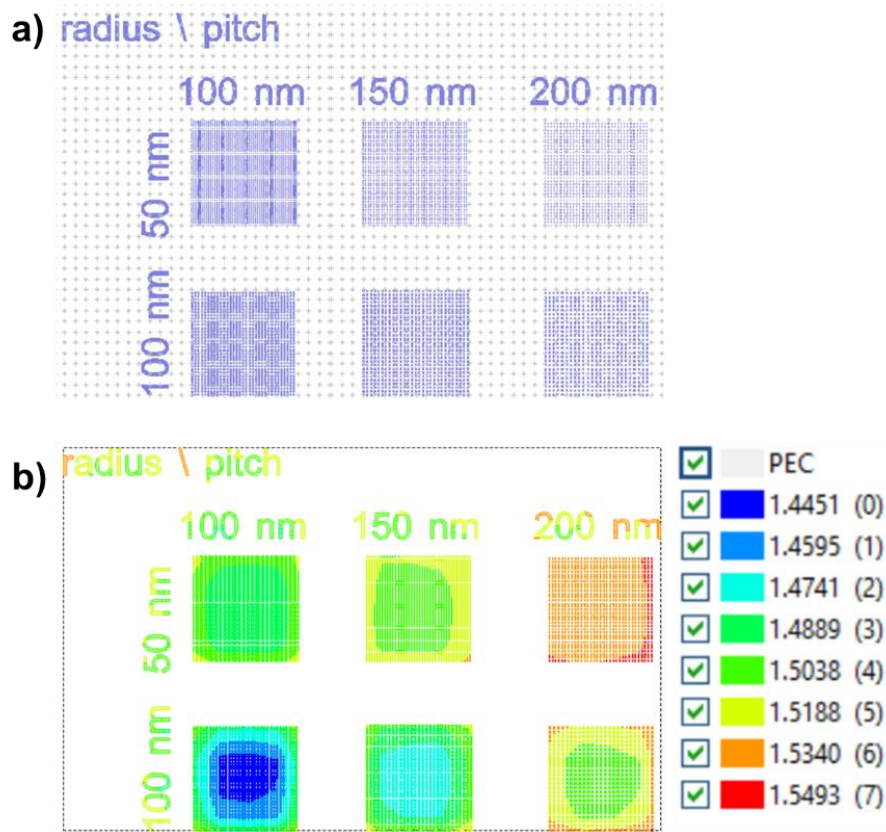 a) radius \ pitch
100 nm 150 nm 200 nm
50 nm
100 nm
b) radius \ pitch
100 nm 150 nm 200 nm
50 nm
100 nm
PEC
1.4451 (0)
1.4595 (1)
1.4741 (2)
1.4889 (3)
1.5038 (4)
1.5188 (5)
1.5340 (6)
1.5493 (7)